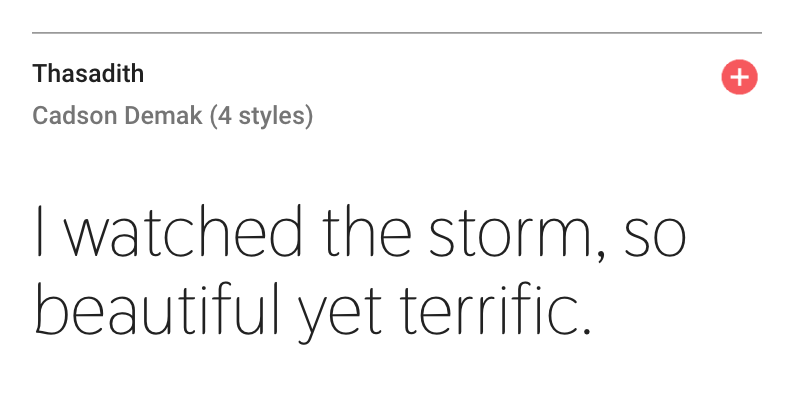 Thasadith
Cadson Demak (4 styles)
I watched the storm, so
beautiful yet terrific.